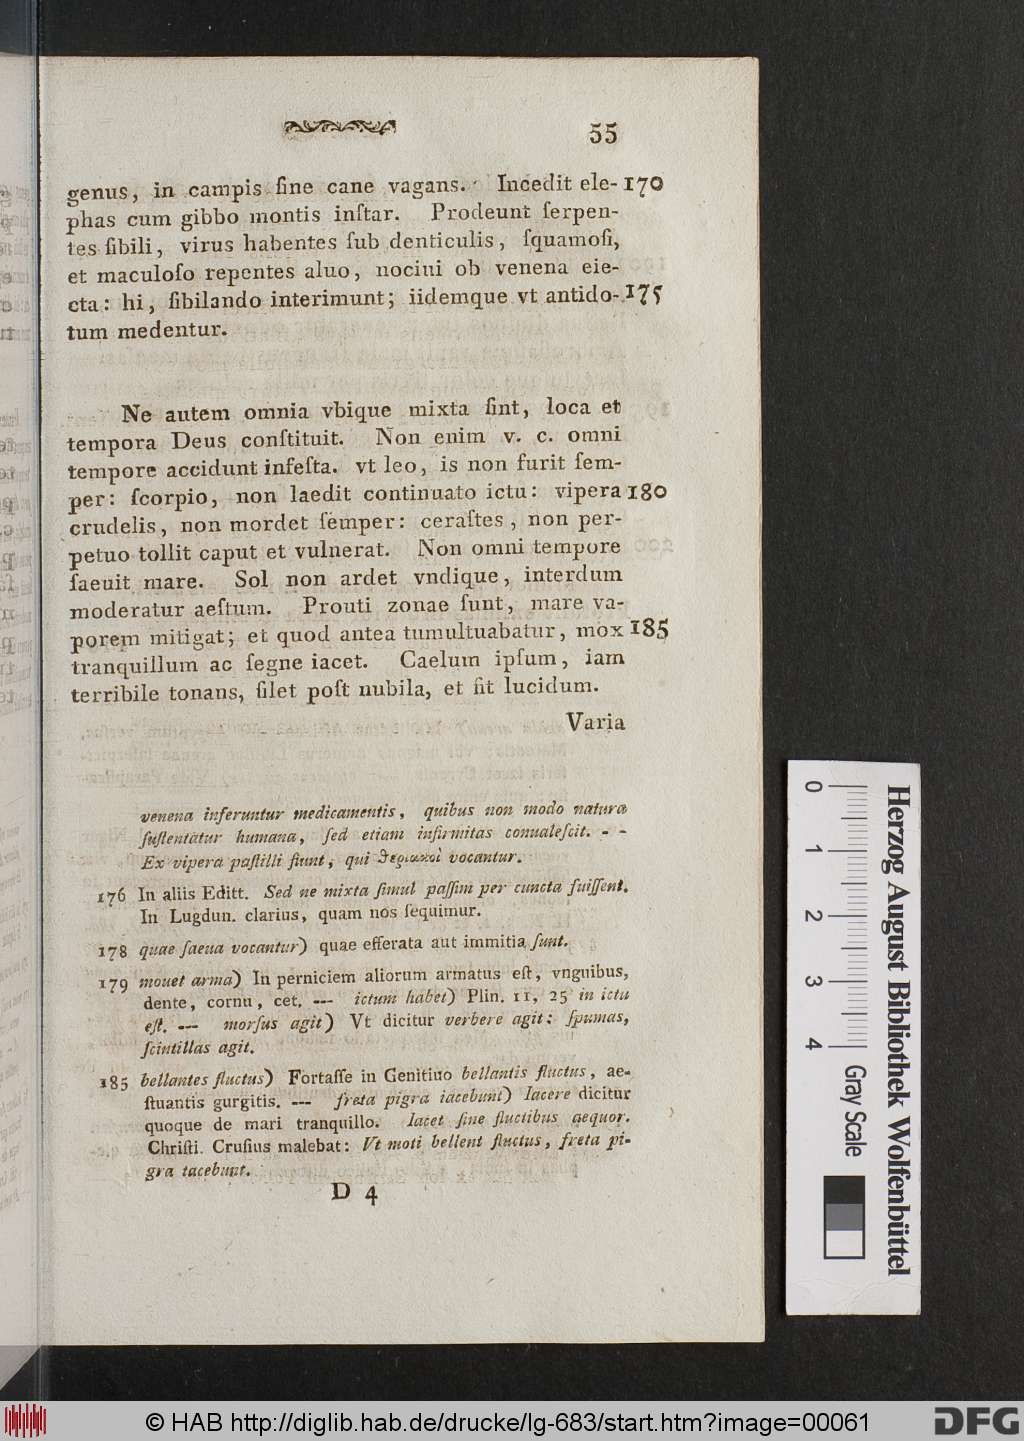 55
genus, in campis ſine cane vagans. Incedit ele- 170
phas cum gibbo montis inſtar. Prodeunt ſerpen-
tes ſibili, virus habentes ſub denticulis, ſquamoſi,
et maculoſo repentes aluo, nociui ob venena eie-
cta: hi, ſibilando interimunt; iidemque vt antido- 175
tum medentur.
Ne autem omnia vbique mixta ſint, loca et
tempora Deus conſtituit. Non enim v. c. omni
tempore accidunt infeſta. vt leo, is non furit ſem-
per: ſcorpio, non laedit continuato ictu: vipera 180
crudelis, non mordet ſemper: ceraſtes, non per-
petuo tollit caput et vulnerat. Non omni tempore
ſaeuit mare. Sol non ardet vndique, interdum
moderatur aeſtum. Prouti zonae ſunt, mare va-
porem mitigat; et quod antea tumultuabatur, mox 185
tranquillum ac ſegne iacet. Caelum ipſum, iam
terribile tonans, ſilet poſt nubila, et ſit lucidum.
Varia
venena inſeruntur medicamentis, quibus non modo natura
ſuſtentatur humana, ſed etiam infirmitas conualeſcit. - -
Ex vipera paſtilli fiunt, qui ϑεριακοὶ vocantur.
176 In aliis Editt. Sed ne mixta ſimul paſſim per cuncta fuiſſent.
In Lugdun. clarius, quam nos ſequimur.
178 quae ſaeua vocantur) quae efferata aut immitia ſunt.
179 mouet arma) In perniciem aliorum armatus eſt, vnguibus,
dente, cornu, cet. --- ictum habet) Plin. 11, 25 in ictu
eſt. --- morſus agit) Vt dicitur verbere agit: ſpumas,
ſcintillas agit.
185 bellantes fluctus) Fortaſſe in Genitiuo bellantis fluctus, ae-
ſtuantis gurgitis. --- freta pigra iacebunt) Iacere dicitur
quoque de mari tranquillo. Iacet ſine fluctibus aequor.
Chriſti. Cruſius malebat: Vt moti bellent fluctus, freta pi-
gra tacebunt.
D 4
0 1 2 3 4
Herzog August Bibliothek Wolfenbüttel
Gray Scale
© HAB http://diglib.hab.de/drucke/lg-683/start.htm?image=00061
DFG